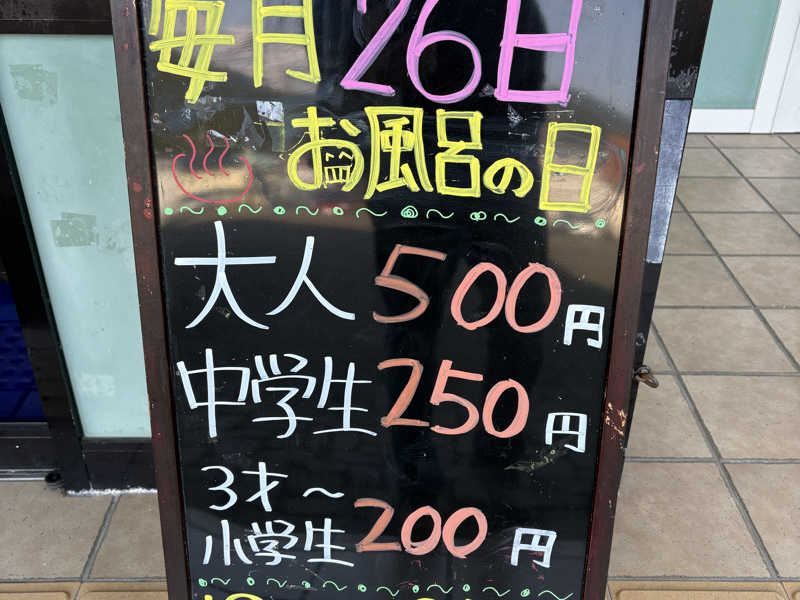 毎月26日
お風呂の日
大人 500円
中学生 250円
3才~
小学生 200円